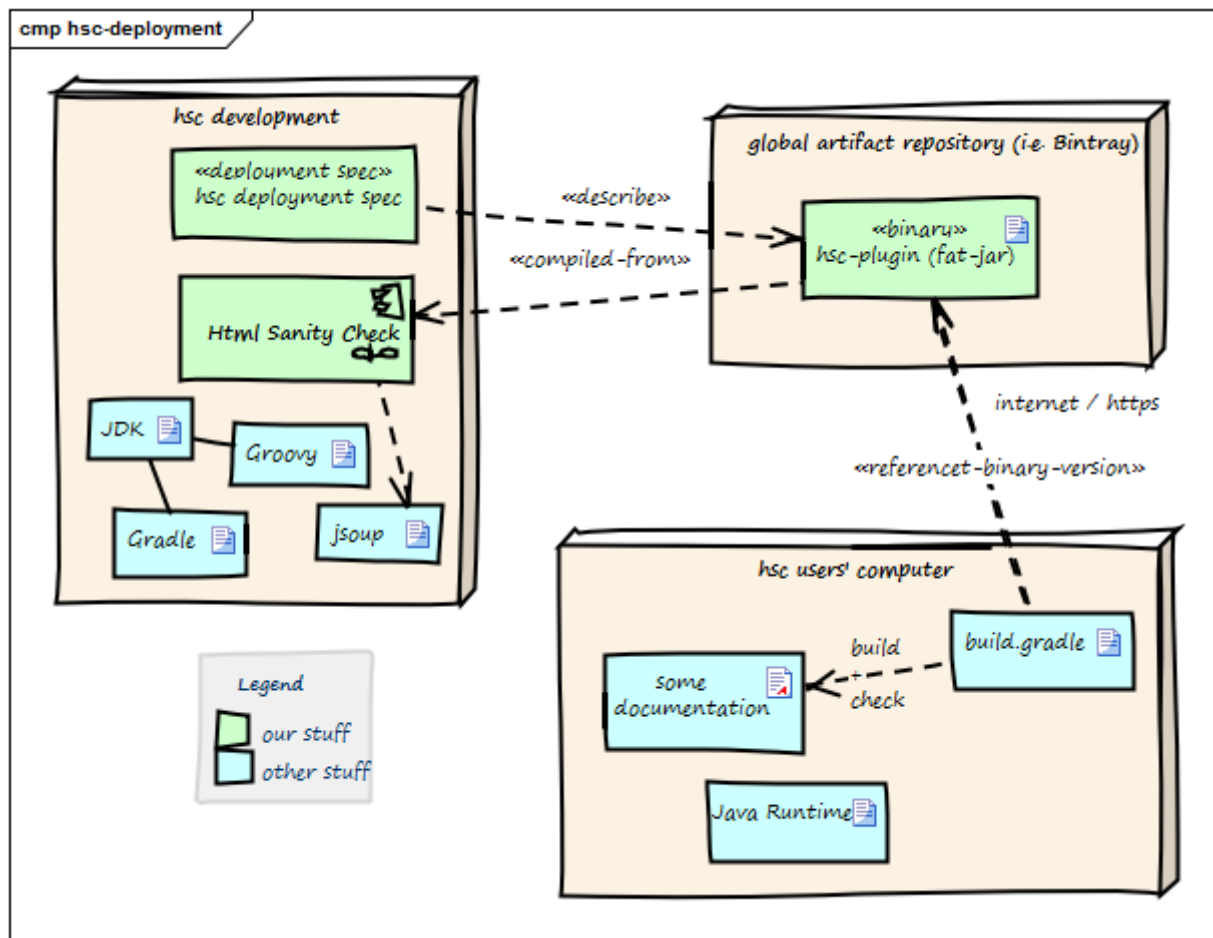 cmp hsc-deployment
hsc development
«deployment spec»
hsc deployment spec
Html Sanity Check
JDK
Groovy
Gradle
jsoup
«describe»
«compiled-from»
global artifact repository (i.e. Bintray)
«binary»
hsc-plugin (fat-jar)
internet / https
«referencet-binary-version»
hsc users' computer
build.gradle
build
+
check
some
documentation
Java Runtime
Legend
our stuff
other stuff